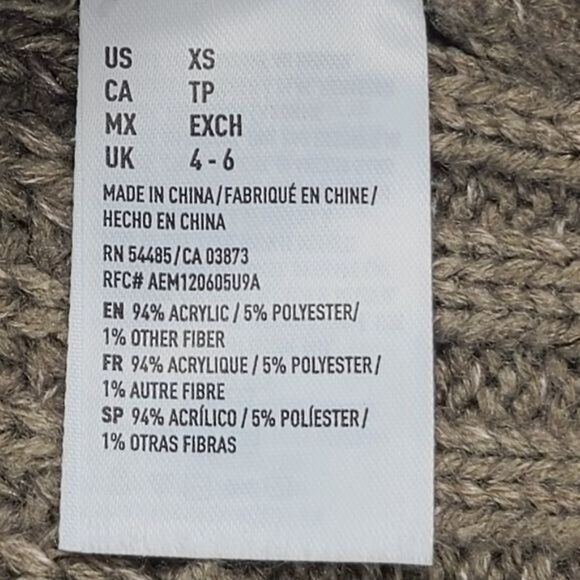 US XS
CA TP
MX EXCH
UK 4 - 6
MADE IN CHINA/FABRIQUÉ EN CHINE/
HECHO EN CHINA
RN 54485/CA 03873
RFC# AEM120605U9A
EN 94% ACRYLIC / 5% POLYESTER/
1% OTHER FIBER
FR 94% ACRYLIQUE / 5% POLYESTER/
1% AUTRE FIBRE
SP 94% ACRÍLICO / 5% POLÍESTER/
1% OTRAS FIBRAS